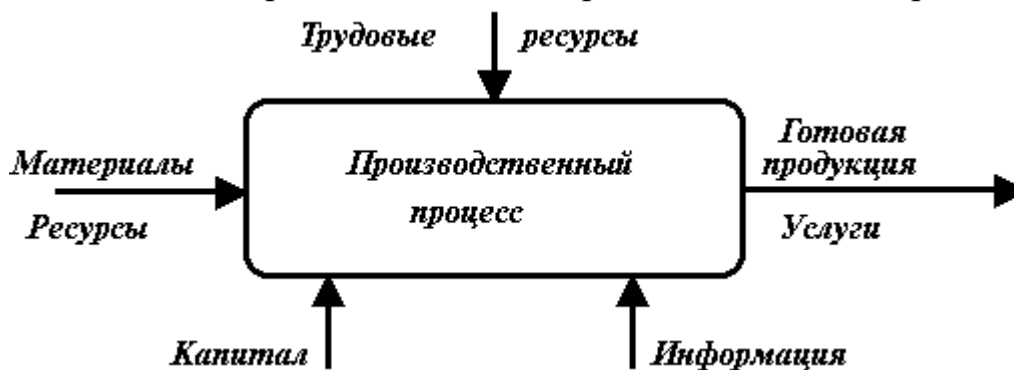 Трудовые ресурсы
Готовая
Материалы Производственный продукция
процесс
Ресурсы Услуги
Капитал Информация